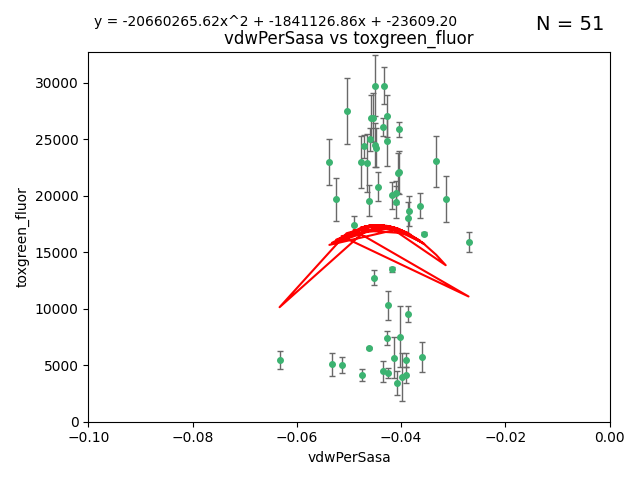 y = -20660265.62x^2 + -1841126.86x + -23609.20
N = 51
vdwPerSasa vs toxgreen_fluor
toxgreen_fluor
30000
25000
20000
15000
10000
5000
0
−0.10
−0.08
−0.06
−0.04
−0.02
0.00
vdwPerSasa